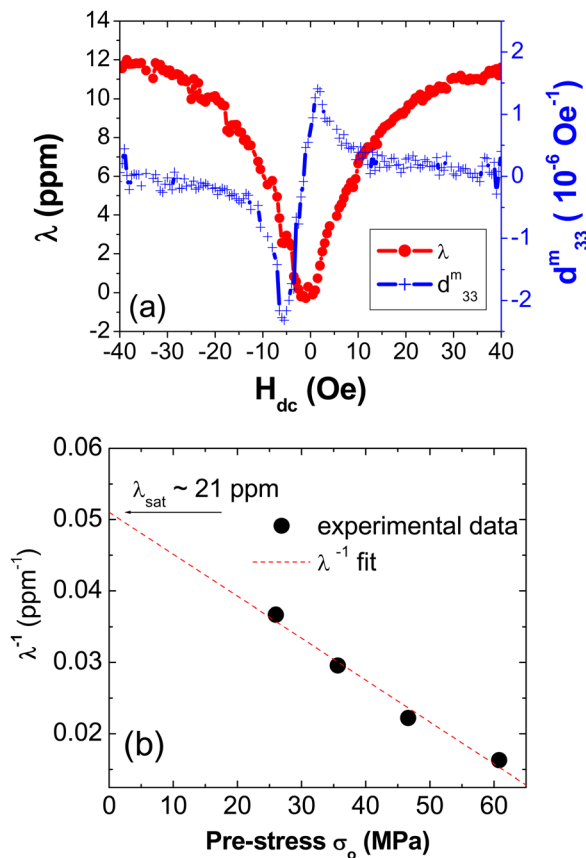 (a)
λ (ppm)
14
12
10
8
6
4
2
0
-2
2
1
0
-1
-2
d^m_33 ( 10^-6 Oe^-1)
λ
d^m_33
-40 -30 -20 -10 0 10 20 30 40
H_dc (Oe)
(b)
λ^-1 (ppm^-1)
0.06
0.05
0.04
0.03
0.02
λ_sat ~ 21 ppm
experimental data
λ^-1 fit
0 10 20 30 40 50 60
Pre-stress σ_o (MPa)